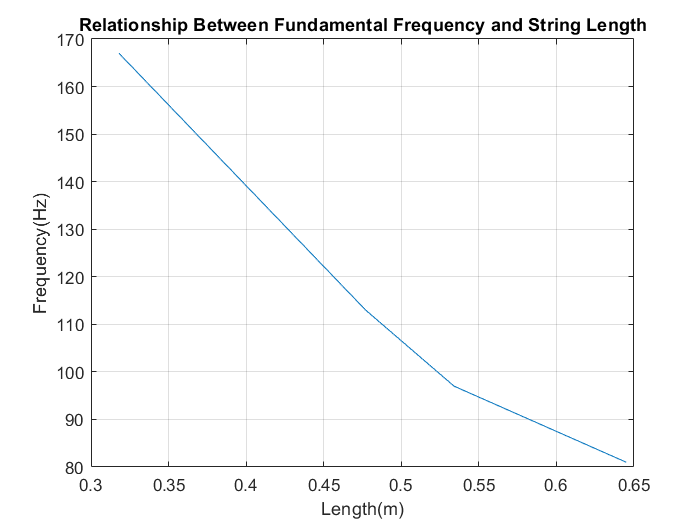 Relationship Between Fundamental Frequency and String Length
170
160
150
140
130
120
110
100
90
80
Frequency(Hz)
0.3 0.35 0.4 0.45 0.5 0.55 0.6 0.65
Length(m)